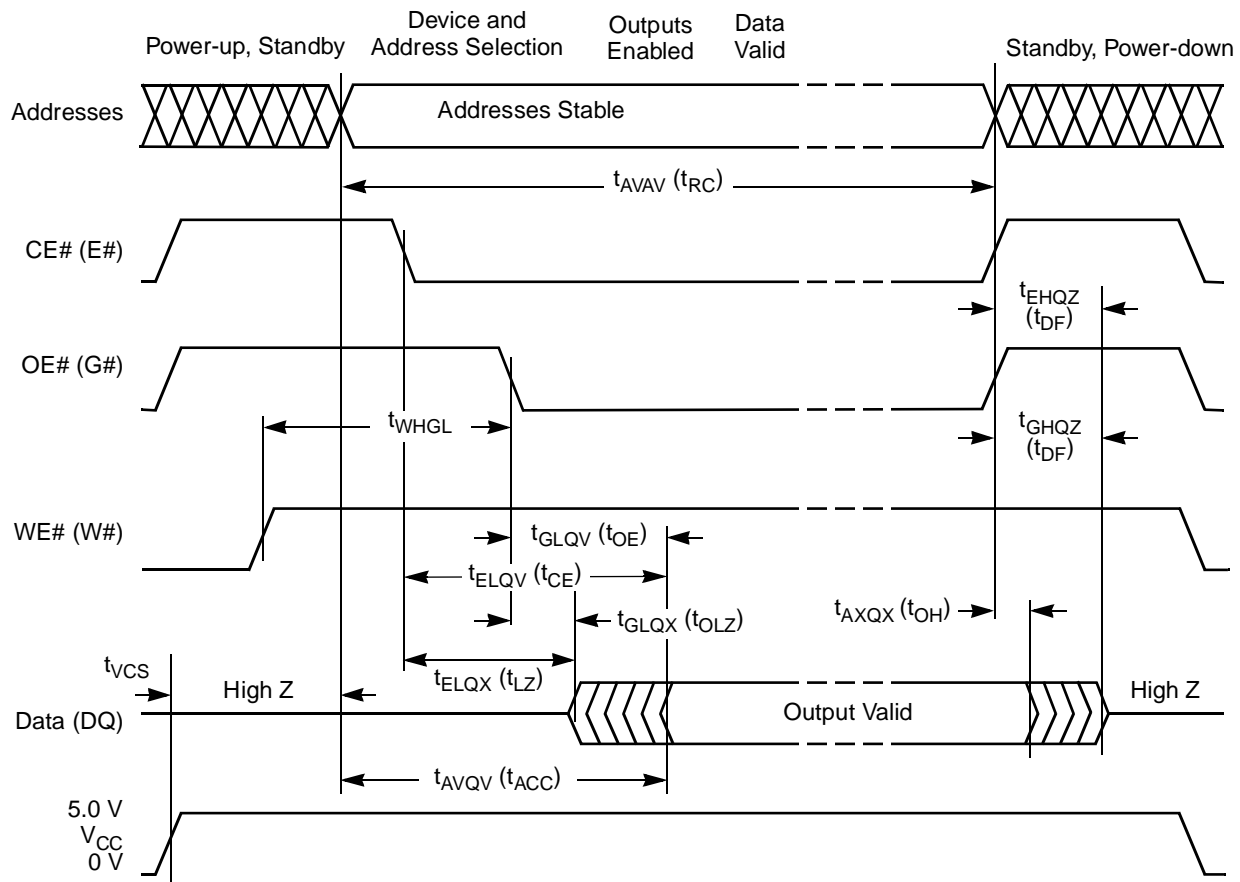 Power-up, Standby
Device and
Address Selection
Outputs
Enabled
Data
Valid
Standby, Power-down
Addresses
Addresses Stable
tAVAV (tRC)
CE# (E#)
tEHQZ
(tDF)
OE# (G#)
tWHGL
tGHQZ
(tDF)
WE# (W#)
tGLQV (tOE)
tELQV (tCE)
tGLQX (tOLZ)
tAXQX (tOH)
tVCS
High Z
tELQX (tLZ)
High Z
Data (DQ)
Output Valid
tAVQV (tACC)
5.0 V
VCC
0 V